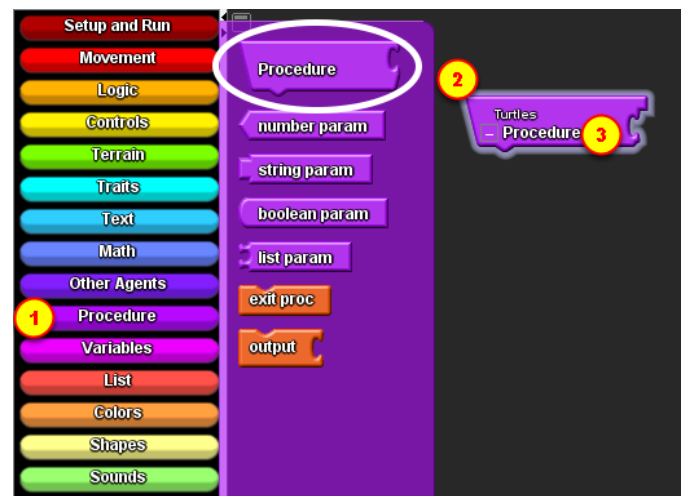 Setup and Run
Movement
Logic
Controls
Terrain
Traits
Text
Math
Other Agents
1
Procedure
Variables
List
Colors
Shapes
Sounds
Procedure
number param
string param
boolean param
list param
exit proc
output
2
Turtles
Procedure
3